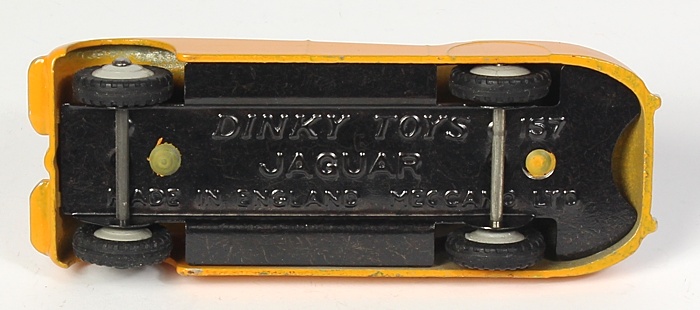 DINKY TOYS 157
JAGUAR
MADE IN ENGLAND MECCANO LTD